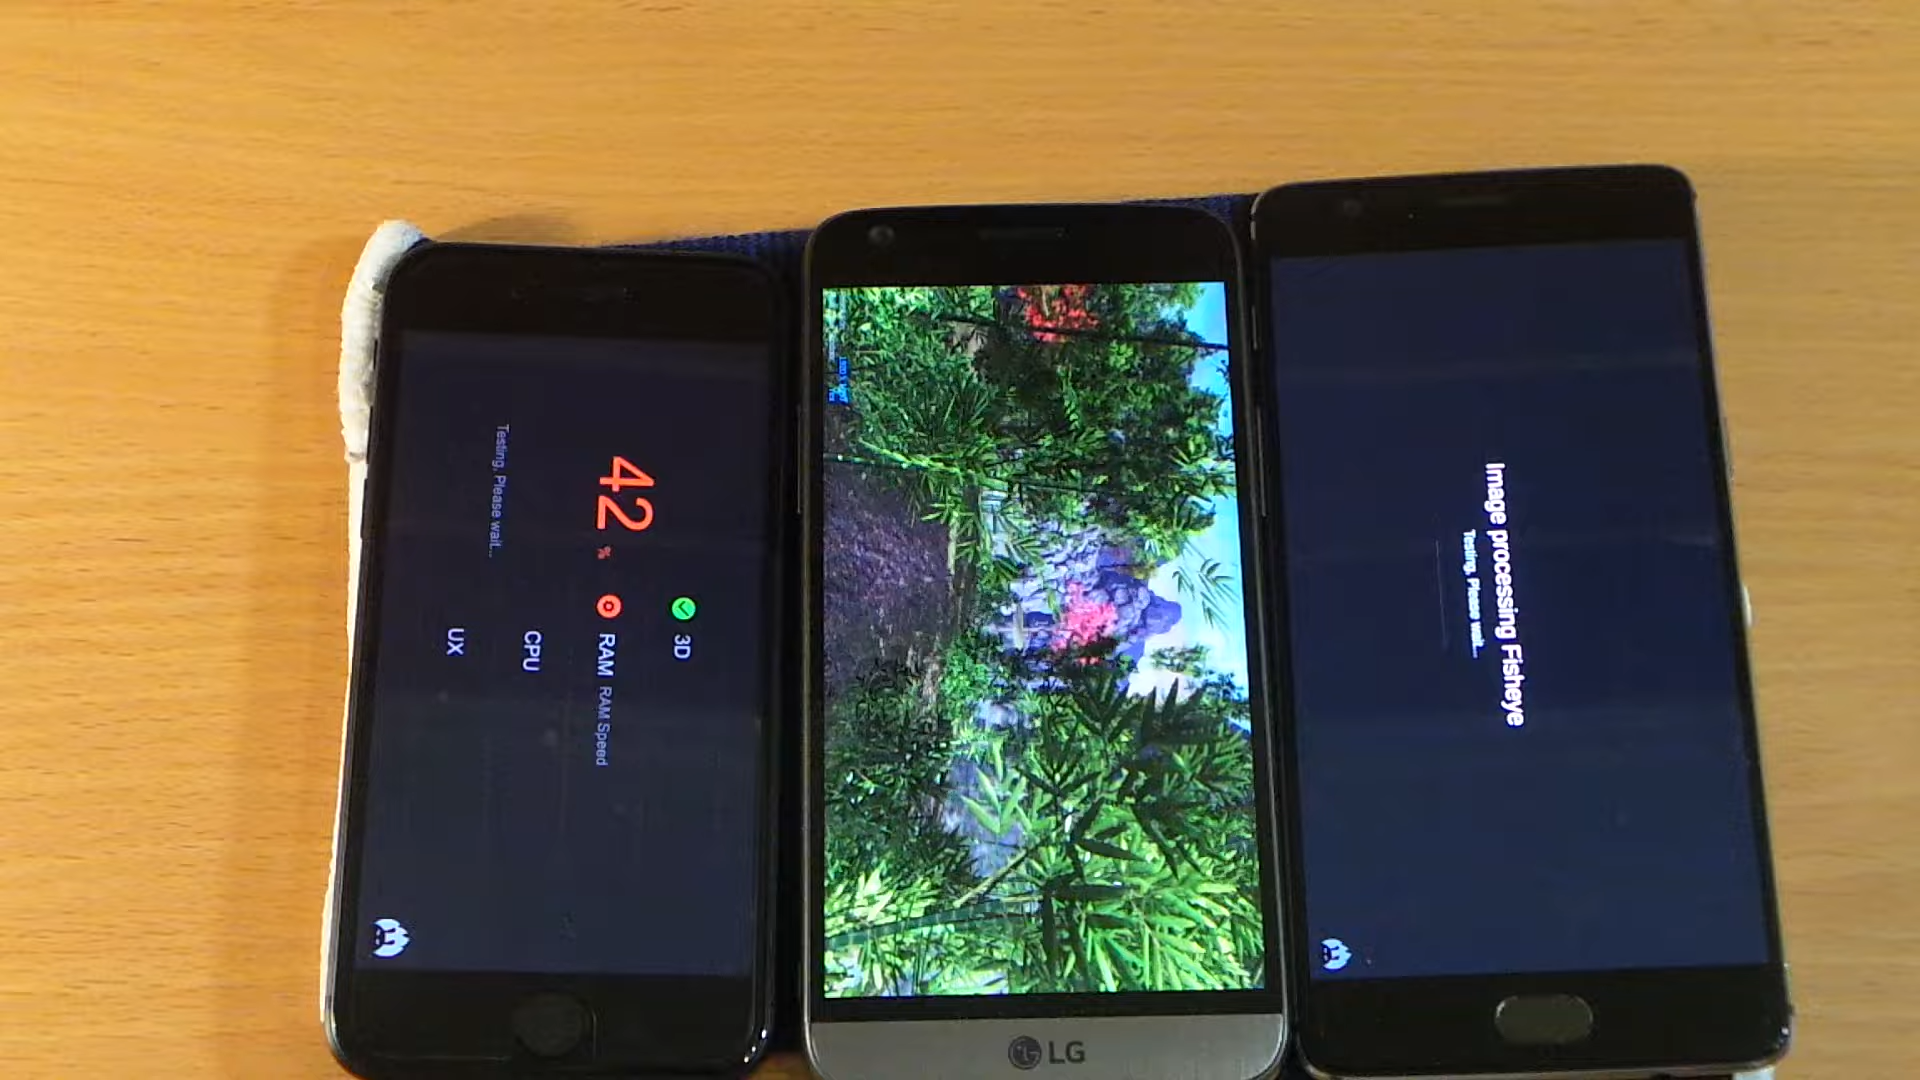 42 %
Testing, Please wait...
3D
RAM RAM Speed
CPU
UX
LG
Image processing Fisheye
Testing, Please wait...